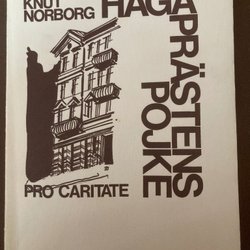 KNUT
NORBORG
HAGA
PRÄSTENS
POJKE
PRO CARITATE